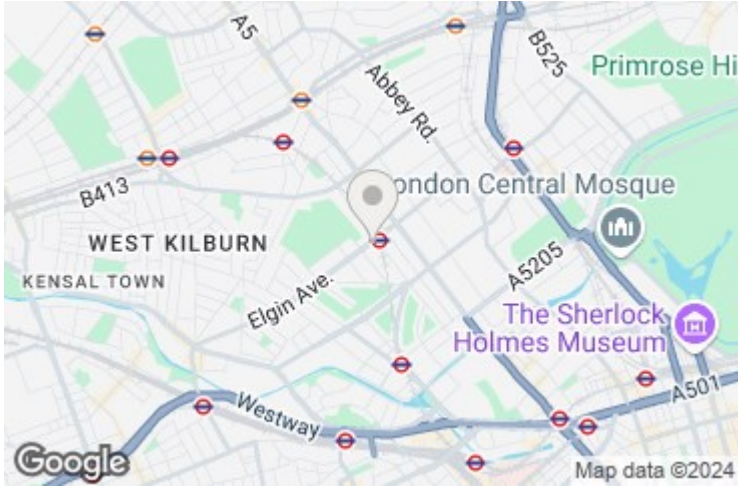 A5
B525
Primrose Hi
Abbey Rd.
B413
ondon Central Mosque
WEST KILBURN
KENSAL TOWN
A5205
Elgin Ave.
The Sherlock
Holmes Museum
A501
Westway
Google
Map data ©2024